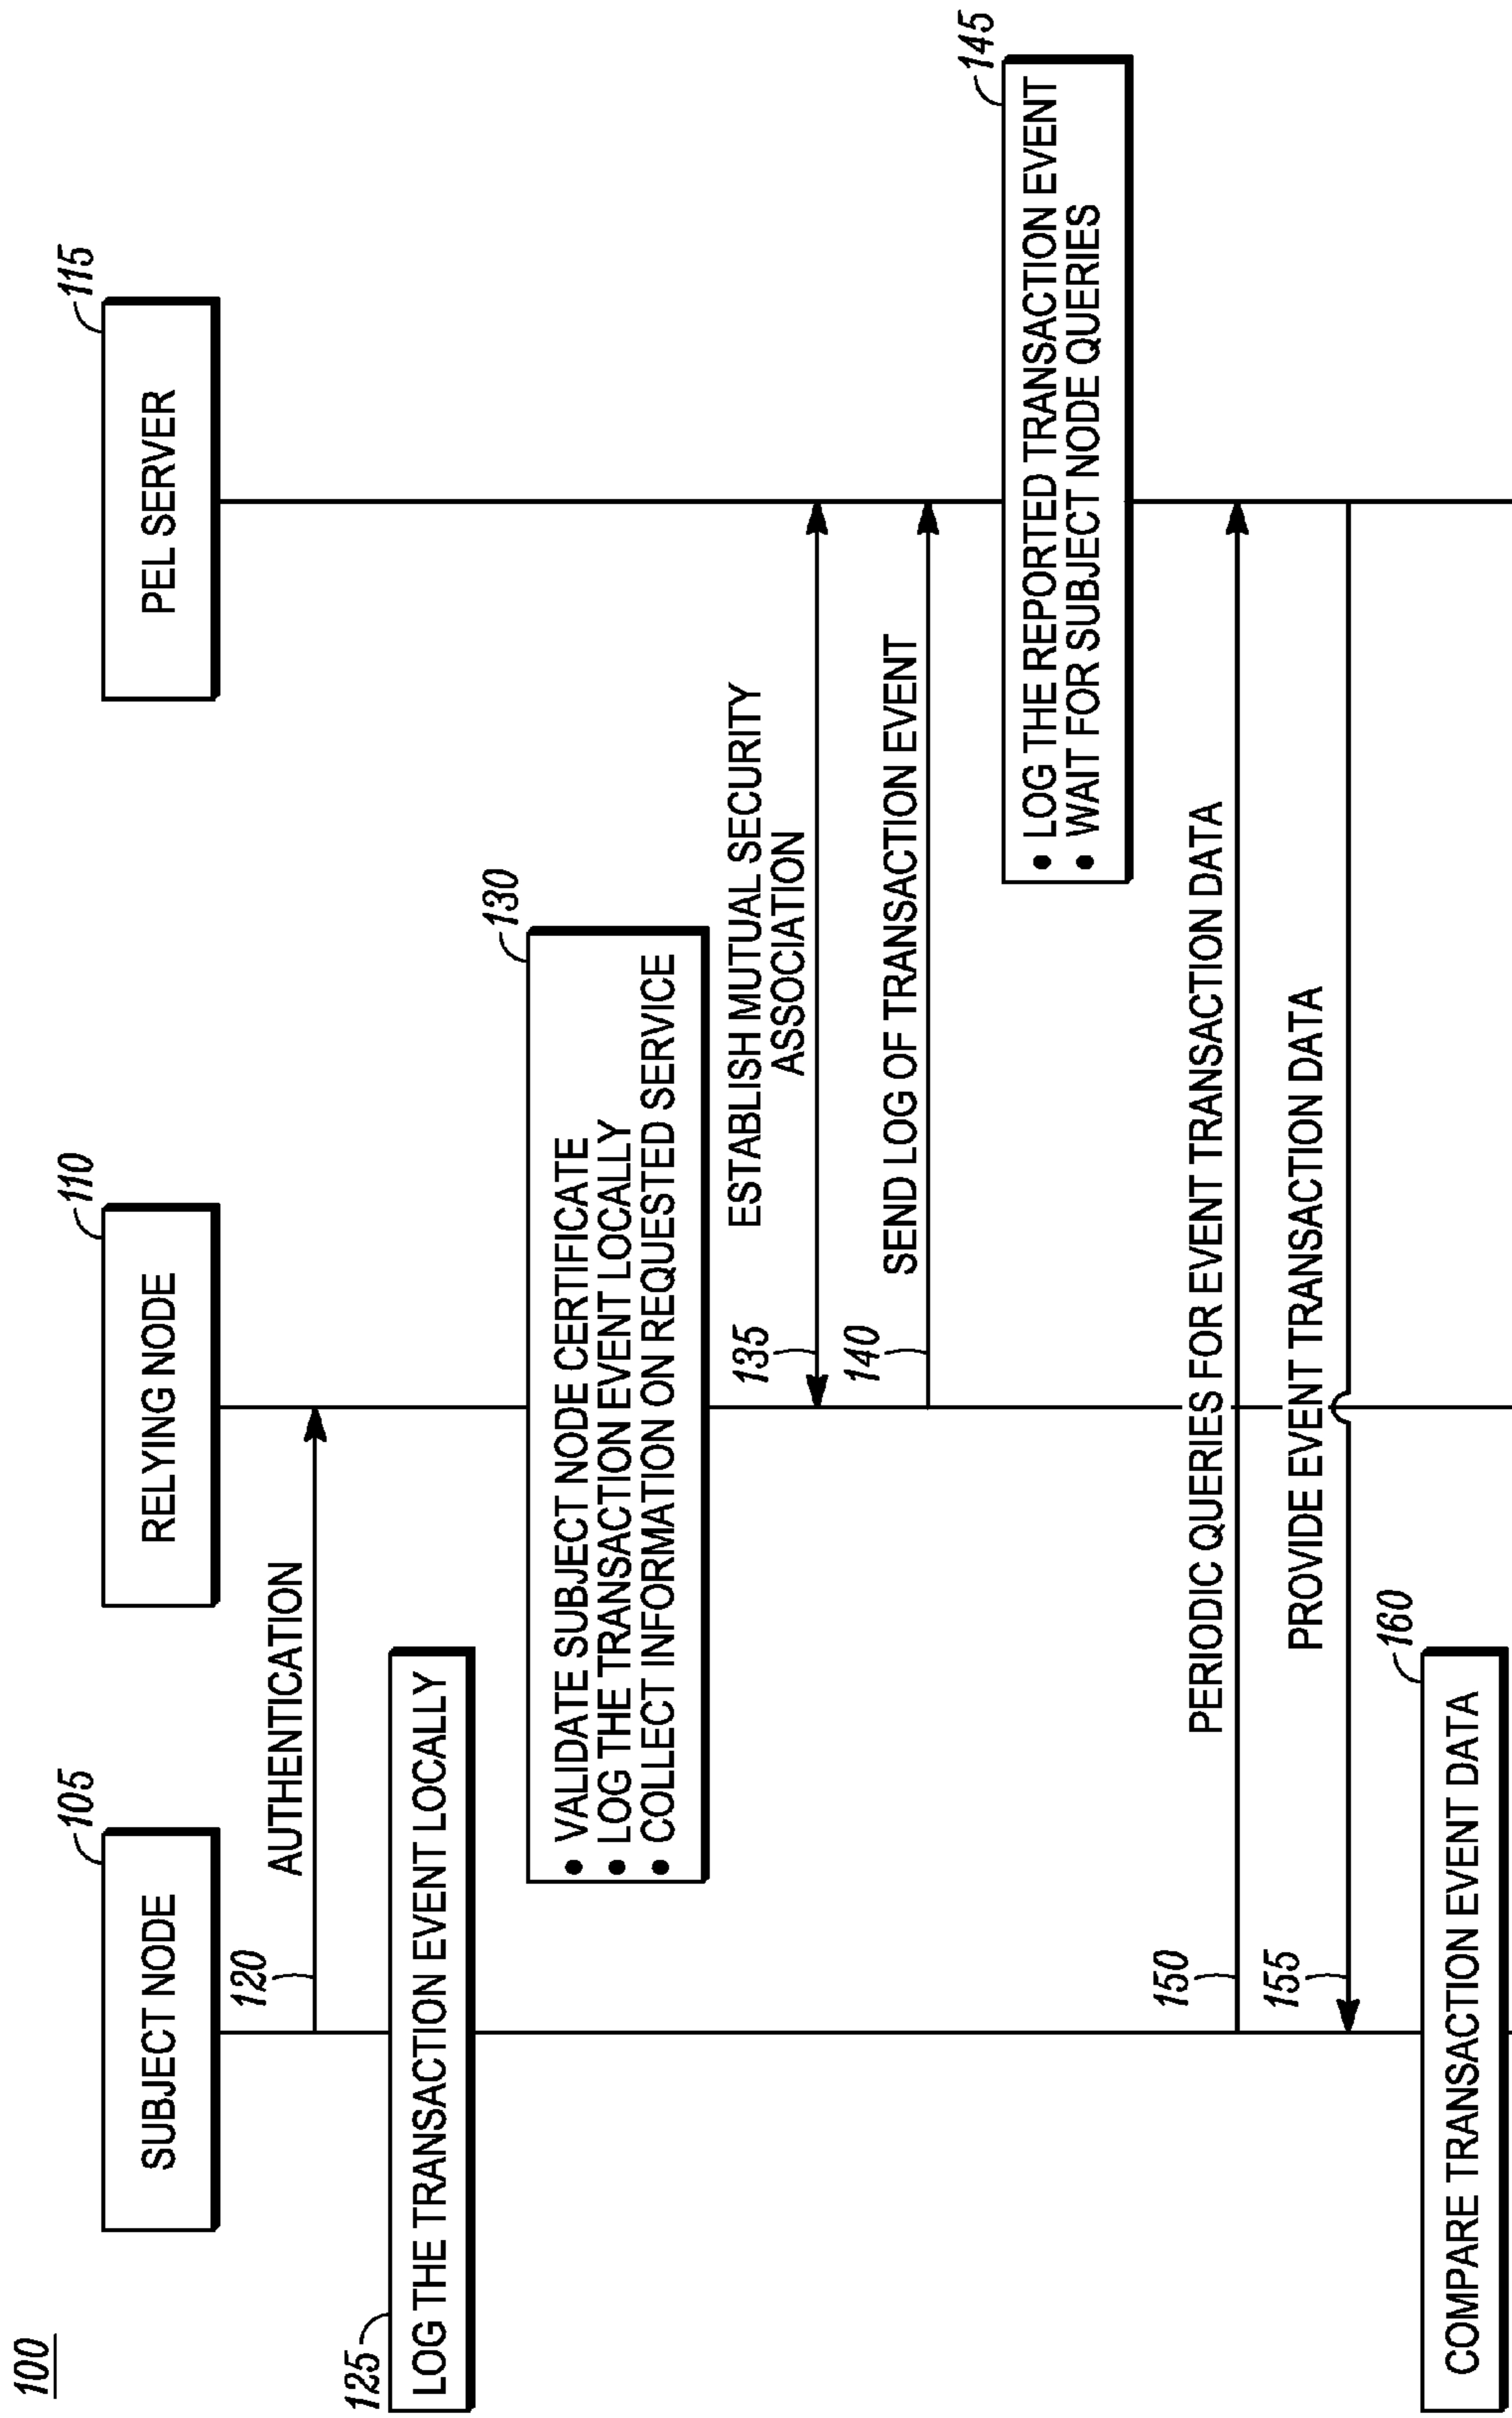 100
105
SUBJECT NODE
110
RELYING NODE
115
PEL SERVER
120
AUTHENTICATION
125
LOG THE TRANSACTION EVENT LOCALLY
130
• VALIDATE SUBJECT NODE CERTIFICATE
• LOG THE TRANSACTION EVENT LOCALLY
• COLLECT INFORMATION ON REQUESTED SERVICE
135
ESTABLISH MUTUAL SECURITY
ASSOCIATION
140
SEND LOG OF TRANSACTION EVENT
145
• LOG THE REPORTED TRANSACTION EVENT
• WAIT FOR SUBJECT NODE QUERIES
150
PERIODIC QUERIES FOR EVENT TRANSACTION DATA
155
PROVIDE EVENT TRANSACTION DATA
160
COMPARE TRANSACTION EVENT DATA